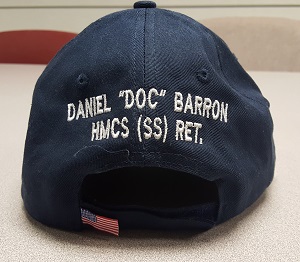 DANIEL "DOC" BARRON
HMCS (SS) RET.